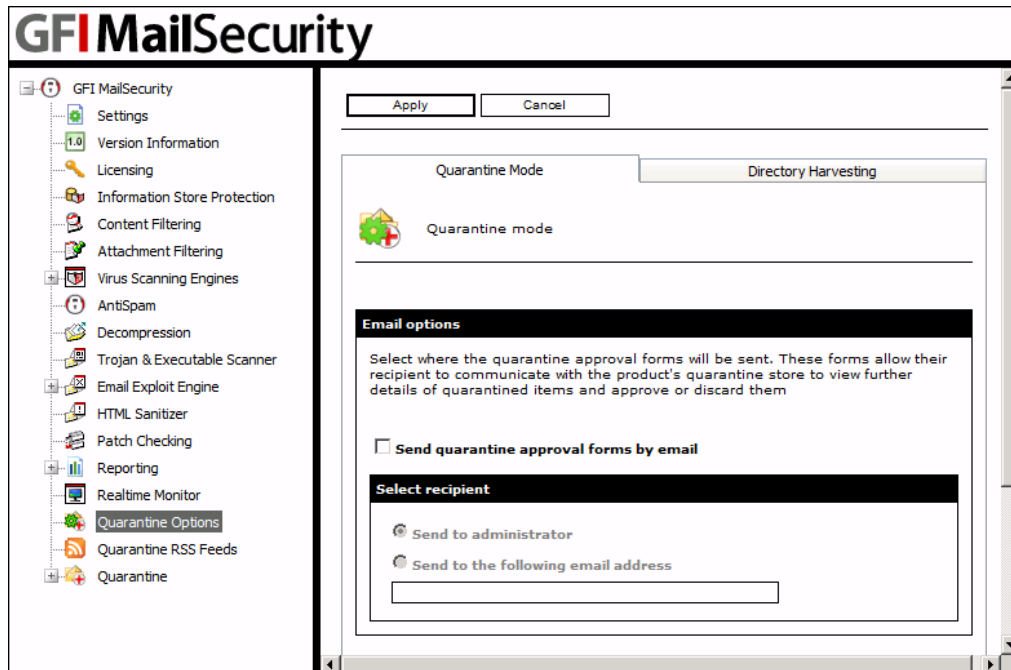 GFI MailSecurity
GFI MailSecurity
Settings
1.0
Version Information
Licensing
Information Store Protection
Content Filtering
Attachment Filtering
Virus Scanning Engines
AntiSpam
Decompression
Trojan & Executable Scanner
Email Exploit Engine
HTML Sanitizer
Patch Checking
Reporting
Realtime Monitor
Quarantine Options
Quarantine RSS Feeds
Quarantine
Apply Cancel
Quarantine Mode Directory Harvesting
Quarantine mode
Email options
Select where the quarantine approval forms will be sent. These forms allow their
recipient to communicate with the product's quarantine store to view further
details of quarantined items and approve or discard them
Send quarantine approval forms by email
Select recipient
Send to administrator
Send to the following email address